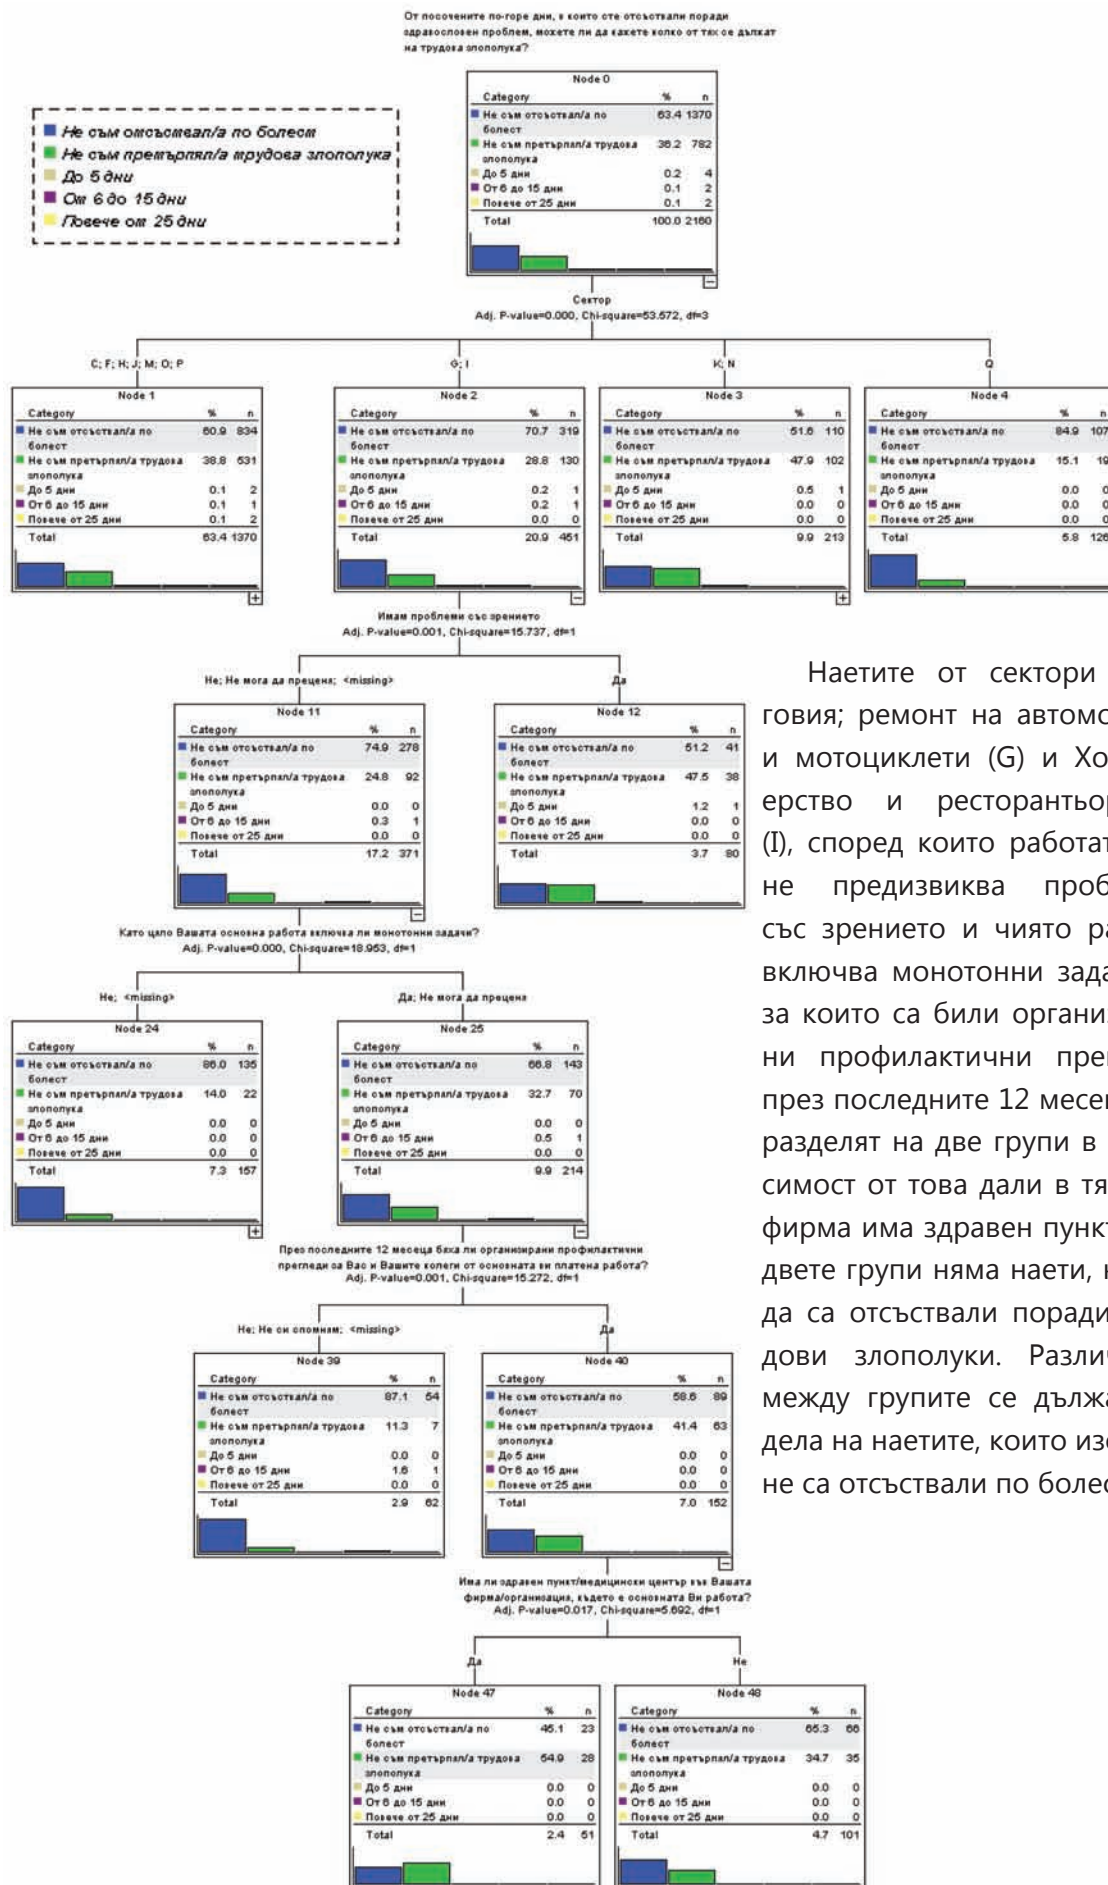 От посочените по-горе дни, в които сте отсъствали поради
здравословен проблем, можете ли да кажете колко от тях се дължат
на трудова злополука?
Не съм отсъствал/а по болест
Не съм претърпял/а трудова злополука
До 5 дни
От 6 до 15 дни
Повече от 25 дни
Node 0
Category % n
Не съм отсъствал/а по 63.4 1370
болест
Не съм претърпял/а трудова 36.2 782
злополука
До 5 дни 0.2 4
От 6 до 15 дни 0.1 2
Повече от 25 дни 0.1 2
Total 100.0 2160
Сектор
Adj. P-value=0.000, Chi-square=53.572, df=3
C; F; H; J; M; O; P
G; I
K; N
Q
Node 1
Category % n
Не съм отсъствал/а по 60.9 834
болест
Не съм претърпял/а трудова 38.8 531
злополука
До 5 дни 0.1 2
От 6 до 15 дни 0.1 1
Повече от 25 дни 0.1 2
Total 63.4 1370
Node 2
Category % n
Не съм отсъствал/а по 70.7 319
болест
Не съм претърпял/а трудова 28.8 130
злополука
До 5 дни 0.2 1
От 6 до 15 дни 0.2 1
Повече от 25 дни 0.0 0
Total 20.9 451
Node 3
Category % n
Не съм отсъствал/а по 51.6 110
болест
Не съм претърпял/а трудова 47.9 102
злополука
До 5 дни 0.5 1
От 6 до 15 дни 0.0 0
Повече от 25 дни 0.0 0
Total 9.9 213
Node 4
Category % n
Не съм отсъствал/а по 84.9 107
болест
Не съм претърпял/а трудова 15.1 19
злополука
До 5 дни 0.0 0
От 6 до 15 дни 0.0 0
Повече от 25 дни 0.0 0
Total 5.8 126
Имам проблеми със зрението
Adj. P-value=0.001, Chi-square=15.737, df=1
Не; Не мога да преценя; <missing>
Да
Node 11
Category % n
Не съм отсъствал/а по 74.9 278
болест
Не съм претърпял/а трудова 24.8 92
злополука
До 5 дни 0.0 0
От 6 до 15 дни 0.3 1
Повече от 25 дни 0.0 0
Total 17.2 371
Node 12
Category % n
Не съм отсъствал/а по 51.2 41
болест
Не съм претърпял/а трудова 47.5 38
злополука
До 5 дни 1.2 1
От 6 до 15 дни 0.0 0
Повече от 25 дни 0.0 0
Total 3.7 80
Като цяло Вашата основна работа включва ли монотонни задачи?
Adj. P-value=0.000, Chi-square=18.953, df=1
Не; <missing>
Да; Не мога да преценя
Node 24
Category % n
Не съм отсъствал/а по 86.0 135
болест
Не съм претърпял/а трудова 14.0 22
злополука
До 5 дни 0.0 0
От 6 до 15 дни 0.0 0
Повече от 25 дни 0.0 0
Total 7.3 157
Node 25
Category % n
Не съм отсъствал/а по 66.8 143
болест
Не съм претърпял/а трудова 32.7 70
злополука
До 5 дни 0.0 0
От 6 до 15 дни 0.5 1
Повече от 25 дни 0.0 0
Total 9.9 214
През последните 12 месеца бяха ли организирани профилактични
прегледи за Вас и Вашите колеги от основната ви платена работа?
Adj. P-value=0.001, Chi-square=15.272, df=1
Не; Не си спомням; <missing>
Да
Node 39
Category % n
Не съм отсъствал/а по 87.1 54
болест
Не съм претърпял/а трудова 11.3 7
злополука
До 5 дни 0.0 0
От 6 до 15 дни 1.6 1
Повече от 25 дни 0.0 0
Total 2.9 62
Node 40
Category % n
Не съм отсъствал/а по 58.6 89
болест
Не съм претърпял/а трудова 41.4 63
злополука
До 5 дни 0.0 0
От 6 до 15 дни 0.0 0
Повече от 25 дни 0.0 0
Total 7.0 152
Има ли здравен пункт/медицински център във Вашата
фирма/организация, където е основната Ви работа?
Adj. P-value=0.017, Chi-square=5.692, df=1
Да
Не
Node 47
Category % n
Не съм отсъствал/а по 45.1 23
болест
Не съм претърпял/а трудова 54.9 28
злополука
До 5 дни 0.0 0
От 6 до 15 дни 0.0 0
Повече от 25 дни 0.0 0
Total 2.4 51
Node 48
Category % n
Не съм отсъствал/а по 65.3 66
болест
Не съм претърпял/а трудова 34.7 35
злополука
До 5 дни 0.0 0
От 6 до 15 дни 0.0 0
Повече от 25 дни 0.0 0
Total 4.7 101
Наетите от сектори
говия; ремонт на автомо
и мотоциклети (G) и Хо
ерство и ресторантьор
(I), според които работат
не предизвиква проб
със зрението и чиято ра
включва монотонни зада
за които са били органи
ни профилактични прег
през последните 12 месец
разделят на две групи в
симост от това дали в тя
фирма има здравен пункт
двете групи няма наети,
да са отсъствали поради
дови злополуки. Различ
между групите се дължа
дела на наетите, които изо
не са отсъствали по болес